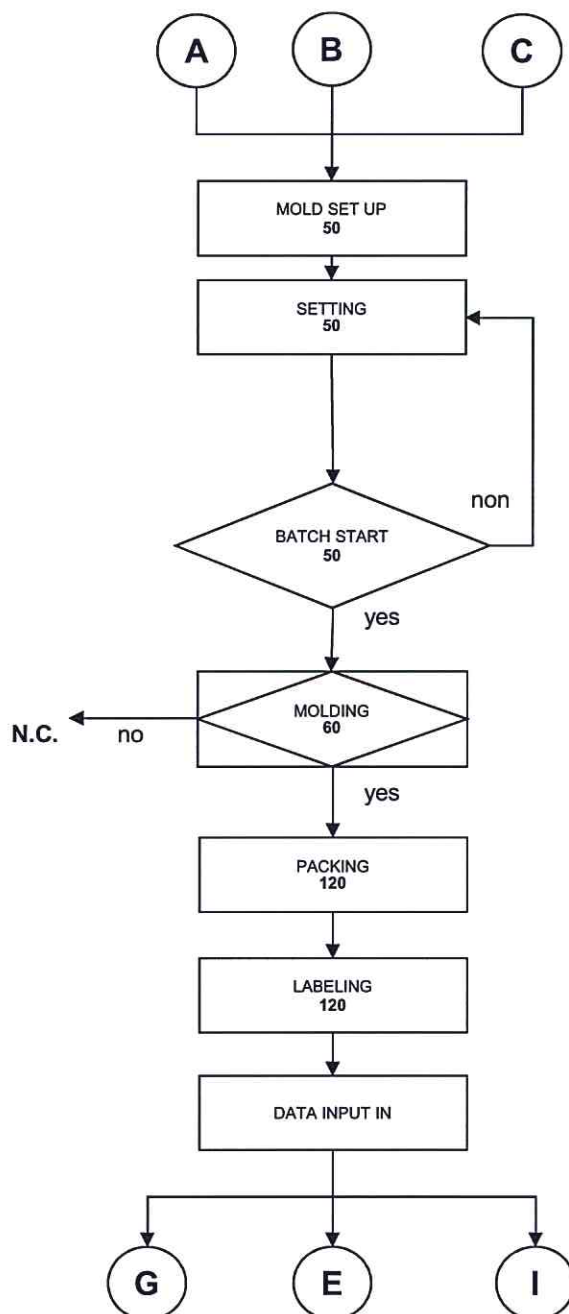 A B C
MOLD SET UP
50
SETTING
50
non
BATCH START
50
yes
MOLDING
60
N.C.
no
yes
PACKING
120
LABELING
120
DATA INPUT IN
G E I